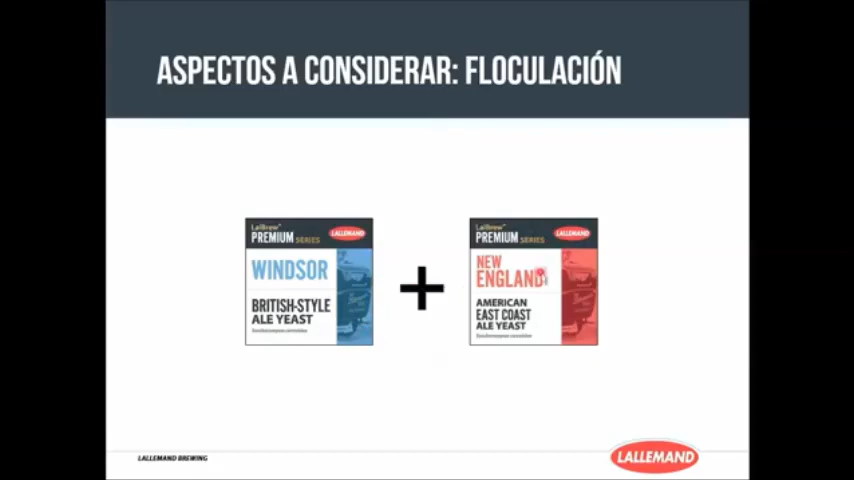 ASPECTOS A CONSIDERAR: FLOCULACIÓN
LalBrew
PREMIUM SERIES
LALLEMAND
WINDSOR
BRITISH-STYLE
ALE YEAST
+
LalBrew
PREMIUM SERIES
LALLEMAND
NEW
ENGLAND
AMERICAN
EAST COAST
ALE YEAST
LALLEMAND BREWING
LALLEMAND